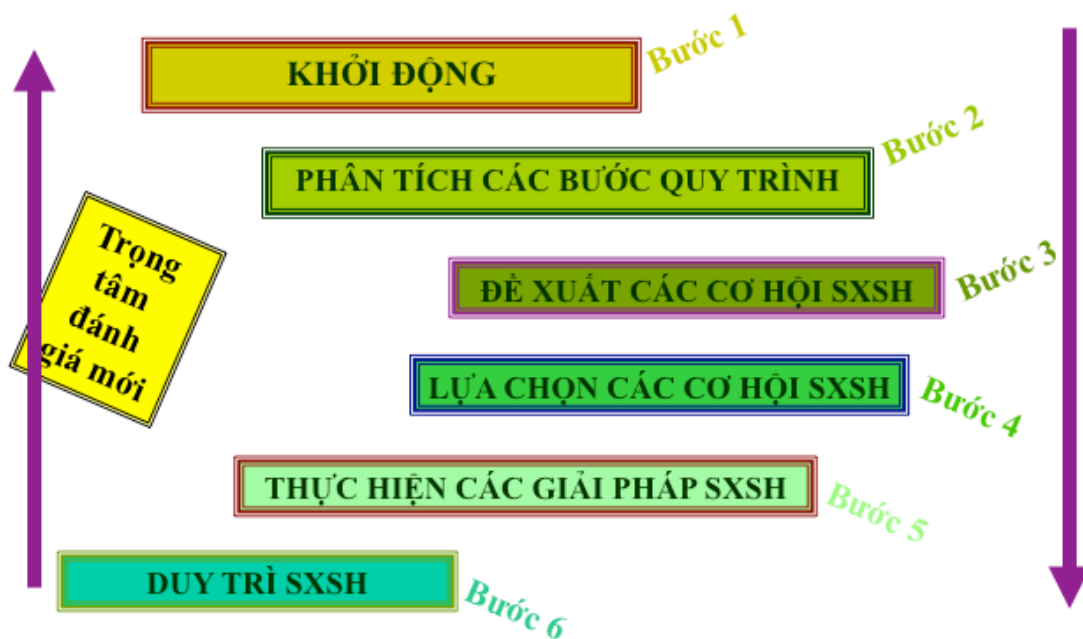 KHỞI ĐỘNG
Bước 1
PHÂN TÍCH CÁC BƯỚC QUY TRÌNH
Bước 2
Trọng
tâm
đánh
giá mới
ĐỀ XUẤT CÁC CƠ HỘI SXSH
Bước 3
LỰA CHỌN CÁC CƠ HỘI SXSH
Bước 4
THỰC HIỆN CÁC GIẢI PHÁP SXSH
Bước 5
DUY TRÌ SXSH
Bước 6